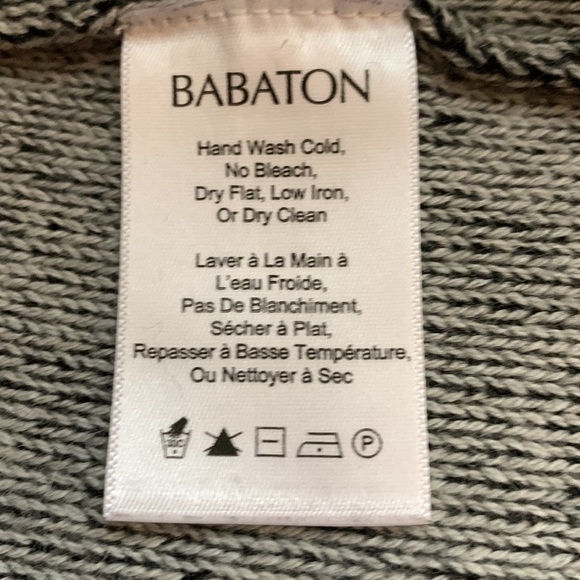 BABATON
Hand Wash Cold,
No Bleach,
Dry Flat, Low Iron,
Or Dry Clean
Laver à La Main à
L'eau Froide,
Pas De Blanchiment,
Sécher à Plat,
Repasser à Basse Température,
Ou Nettoyer à Sec
P